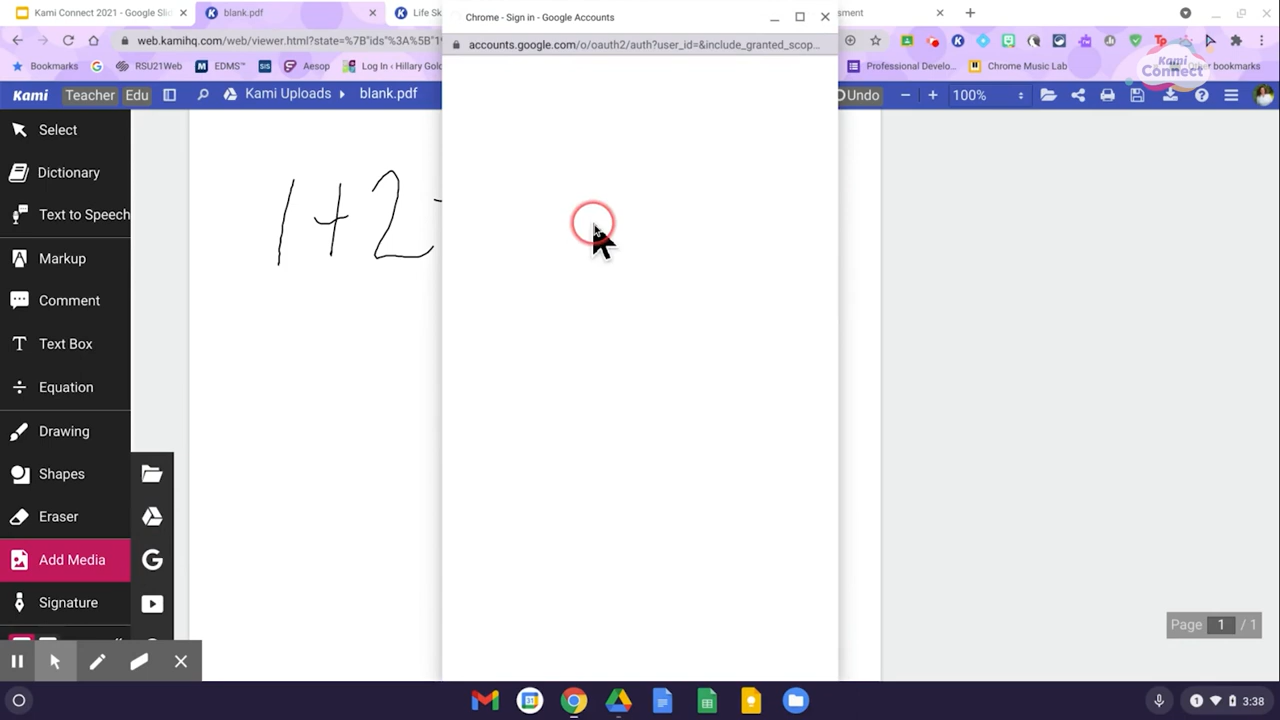 Kami Connect 2021 - Google Slid
blank.pdf
Life Sk
Chrome - Sign in - Google Accounts
sment
web.kamihq.com/web/viewer.html?state=%7B"ids"%3A%5B"1
accounts.google.com/o/oauth2/auth?user_id=&include_granted_scop...
Bookmarks
RSU21Web
EDMS™
Aesop
Log In ‹ Hillary Gold
Professional Develo...
Chrome Music Lab
Other bookmarks
Kami
Connect
Kami
Teacher
Edu
Kami Uploads
blank.pdf
Undo
100%
Select
Dictionary
Text to Speech
Markup
Comment
Text Box
Equation
Drawing
Shapes
Eraser
Add Media
Signature
1+2
Page 1 / 1
1
3:38